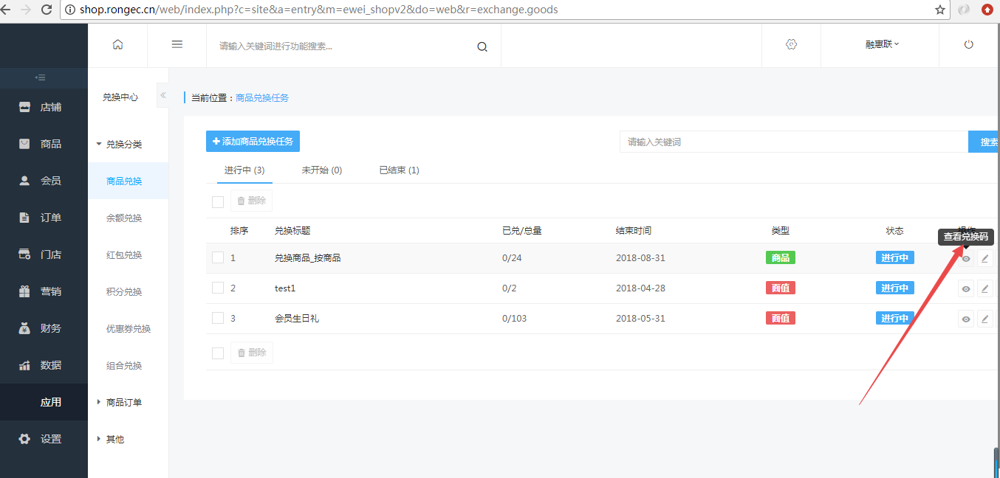 shop.rongec.cn/web/index.php?c=site&a=entry&m=ewei_shopv2&do=web&r=exchange.goods
请输入关键词进行功能搜索...
融惠联
店铺
商品
会员
订单
门店
营销
财务
数据
应用
设置
兑换中心
兑换分类
商品兑换
余额兑换
红包兑换
积分兑换
优惠券兑换
组合兑换
商品订单
其他
当前位置：商品兑换任务
添加商品兑换任务
请输入关键词
搜索
进行中 (3) 未开始 (0) 已结束 (1)
删除
排序 兑换标题 已兑/总量 结束时间 类型 状态
查看兑换码
1 兑换商品_按商品 0/24 2018-08-31 商品 进行中
2 test1 0/2 2018-04-28 面值 进行中
3 会员生日礼 0/103 2018-05-31 面值 进行中
删除